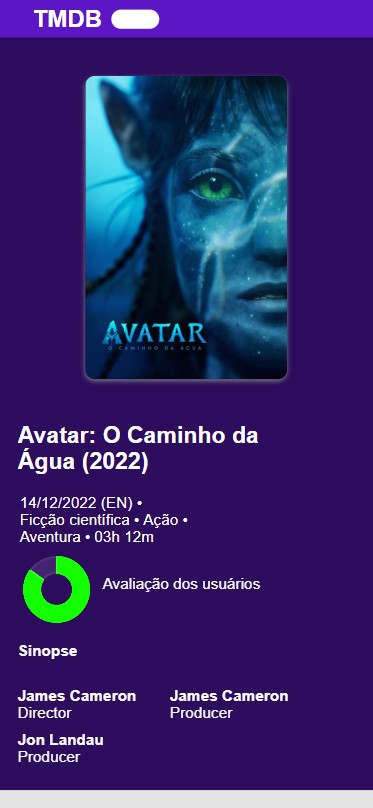 TMDB
AVATAR
O CAMINHO DA ÁGUA
Avatar: O Caminho da
Água (2022)
14/12/2022 (EN) •
Ficção científica • Ação •
Aventura • 03h 12m
Avaliação dos usuários
Sinopse
James Cameron James Cameron
Director Producer
Jon Landau
Producer